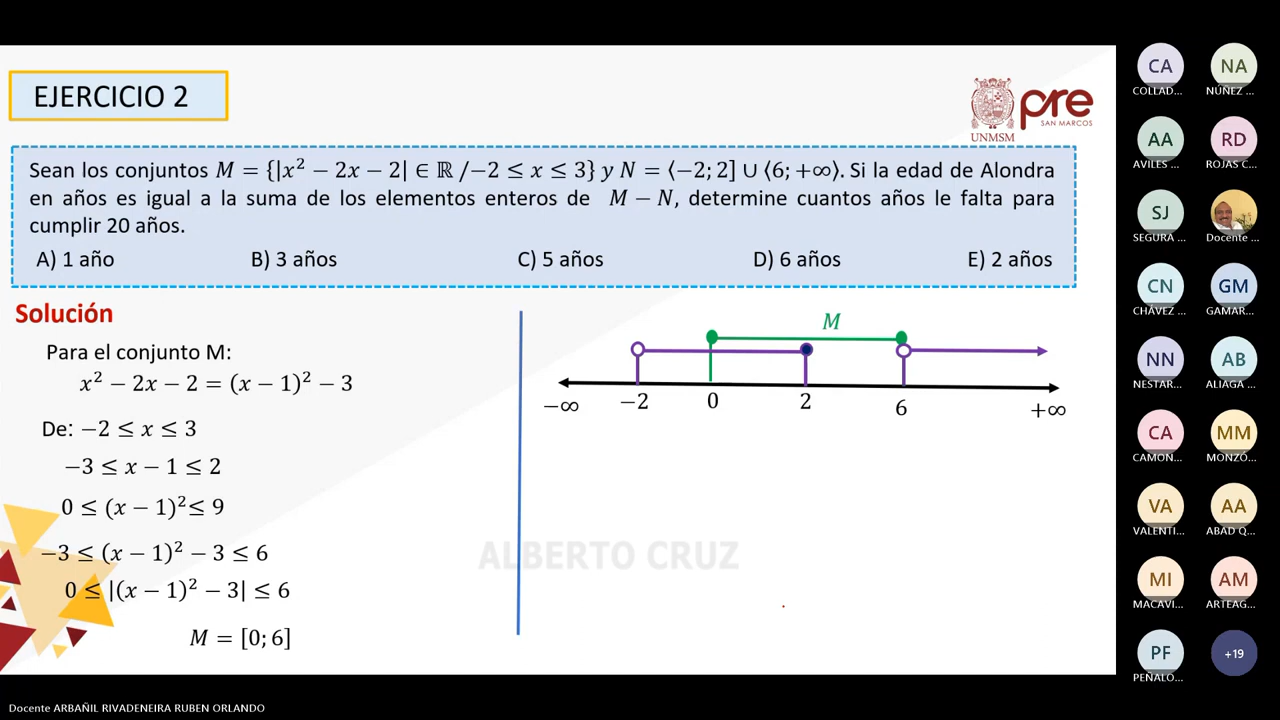 EJERCICIO 2
UNMSM
pre
SAN MARCOS
Sean los conjuntos M = {|x² − 2x − 2| ∈ ℝ / −2 ≤ x ≤ 3} y N = ⟨−2; 2] ∪ ⟨6; +∞⟩. Si la edad de Alondra
en años es igual a la suma de los elementos enteros de M − N, determine cuantos años le falta para
cumplir 20 años.
A) 1 año B) 3 años C) 5 años D) 6 años E) 2 años
Solución
Para el conjunto M:
x² − 2x − 2 = (x − 1)² − 3
De: −2 ≤ x ≤ 3
−3 ≤ x − 1 ≤ 2
0 ≤ (x − 1)² ≤ 9
−3 ≤ (x − 1)² − 3 ≤ 6
0 ≤ |(x − 1)² − 3| ≤ 6
M = [0; 6]
M
−∞ −2 0 2 6 +∞
ALBERTO CRUZ
CA NA
COLLAD... NÚÑEZ ...
AA RD
AVILES ... ROJAS C...
SJ
SEGURA ... Docente ...
CN GM
CHÁVEZ ... GAMAR...
NN AB
NESTAR... ALIAGA ...
CA MM
CAMON... MONZÓ...
VA AA
VALENTI... ABAD Q...
MI AM
MACAVI... ARTEAG...
PF +19
PEÑALO...
Docente ARBAÑIL RIVADENEIRA RUBEN ORLANDO